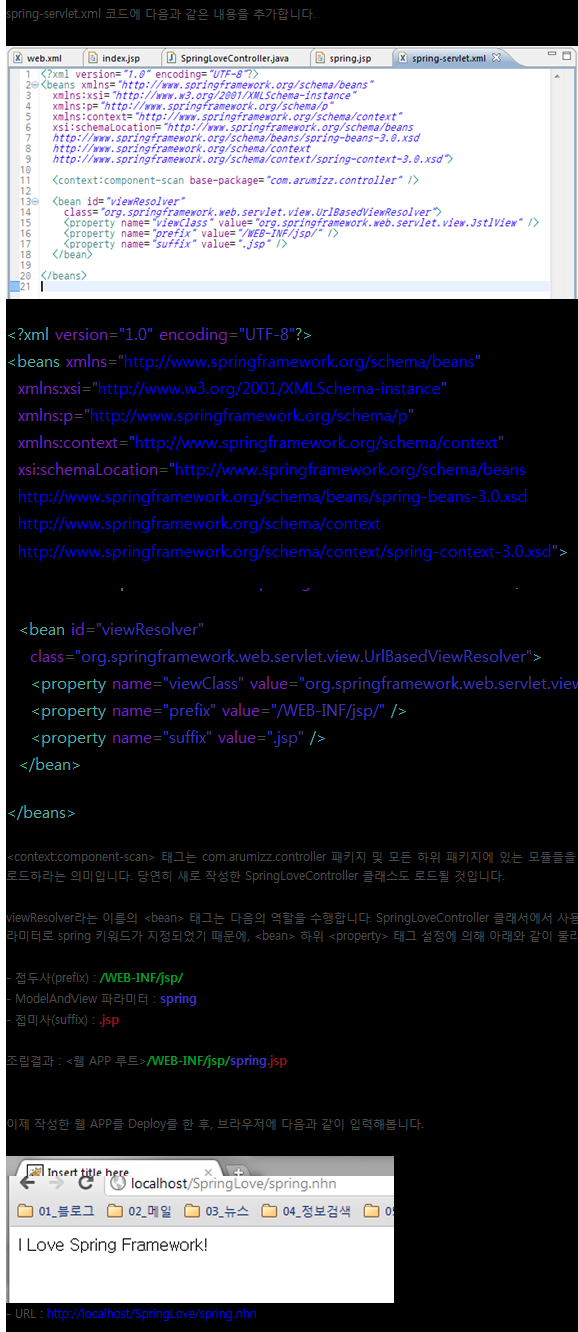 spring-servlet.xml 코드에 다음과 같은 내용을 추가합니다.
web.xml index.jsp SpringLoveController.java spring.jsp spring-servlet.xml
1 <?xml version="1.0" encoding="UTF-8"?>
2 <beans xmlns="http://www.springframework.org/schema/beans"
3 xmlns:xsi="http://www.w3.org/2001/XMLSchema-instance"
4 xmlns:p="http://www.springframework.org/schema/p"
5 xmlns:context="http://www.springframework.org/schema/context"
6 xsi:schemaLocation="http://www.springframework.org/schema/beans
7 http://www.springframework.org/schema/beans/spring-beans-3.0.xsd
8 http://www.springframework.org/schema/context
9 http://www.springframework.org/schema/context/spring-context-3.0.xsd">
10
11 <context:component-scan base-package="com.arumizz.controller" />
12
13 <bean id="viewResolver"
14 class="org.springframework.web.servlet.view.UrlBasedViewResolver">
15 <property name="viewClass" value="org.springframework.web.servlet.view.JstlView" />
16 <property name="prefix" value="/WEB-INF/jsp/" />
17 <property name="suffix" value=".jsp" />
18 </bean>
19
20 </beans>
21
<?xml version="1.0" encoding="UTF-8"?>
<beans xmlns="http://www.springframework.org/schema/beans"
xmlns:xsi="http://www.w3.org/2001/XMLSchema-instance"
xmlns:p="http://www.springframework.org/schema/p"
xmlns:context="http://www.springframework.org/schema/context"
xsi:schemaLocation="http://www.springframework.org/schema/beans
http://www.springframework.org/schema/beans/spring-beans-3.0.xsd
http://www.springframework.org/schema/context
http://www.springframework.org/schema/context/spring-context-3.0.xsd">
<bean id="viewResolver"
class="org.springframework.web.servlet.view.UrlBasedViewResolver">
<property name="viewClass" value="org.springframework.web.servlet.view
<property name="prefix" value="/WEB-INF/jsp/" />
<property name="suffix" value=".jsp" />
</bean>
</beans>
<context:component-scan> 태그는 com.arumizz.controller 패키지 및 모든 하위 패키지에 있는 모듈들을
로드하라는 의미입니다. 당연히 새로 작성한 SpringLoveController 클래스도 로드될 것입니다.
viewResolver라는 이름의 <bean> 태그는 다음의 역할을 수행합니다. SpringLoveController 클래서에서 사용
라미터로 spring 키워드가 지정되었기 때문에, <bean> 하위 <property> 태그 설정에 의해 아래와 같이 물리
- 접두사(prefix) : /WEB-INF/jsp/
- ModelAndView 파라미터 : spring
- 접미사(suffix) : .jsp
조립결과 : <웹 APP 루트>/WEB-INF/jsp/spring.jsp
이제 작성한 웹 APP를 Deploy를 한 후, 브라우저에 다음과 같이 입력해봅니다.
Insert title here
localhost/SpringLove/spring.nhn
01_블로그 02_메일 03_뉴스 04_정보검색
I Love Spring Framework!
- URL : http://localhost/SpringLove/spring.nhn